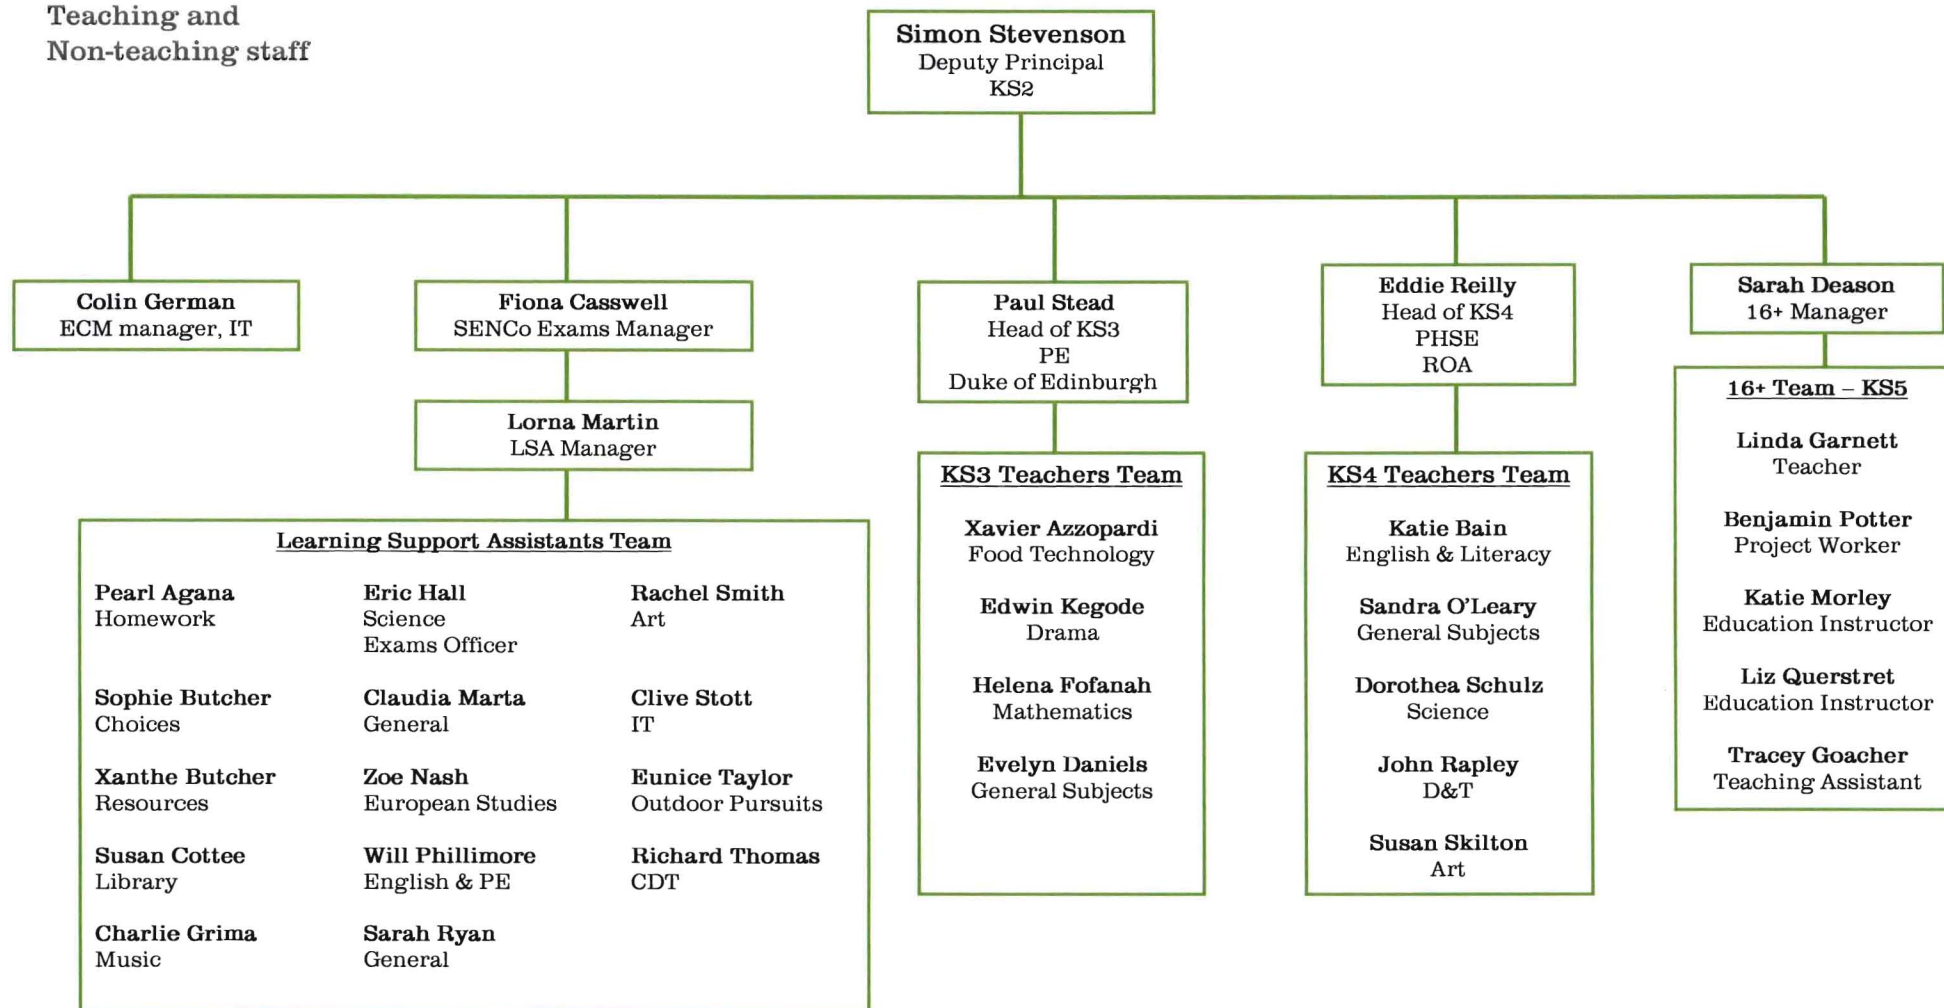 Teaching and
Non-teaching staff
Simon Stevenson
Deputy Principal
KS2
Colin German
ECM manager, IT
Fiona Casswell
SENCo Exams Manager
Lorna Martin
LSA Manager
Learning Support Assistants Team
Pearl Agana
Homework
Eric Hall
Science
Exams Officer
Rachel Smith
Art
Sophie Butcher
Choices
Claudia Marta
General
Clive Stott
IT
Xanthe Butcher
Resources
Zoe Nash
European Studies
Eunice Taylor
Outdoor Pursuits
Susan Cottee
Library
Will Phillimore
English & PE
Richard Thomas
CDT
Charlie Grima
Music
Sarah Ryan
General
Paul Stead
Head of KS3
PE
Duke of Edinburgh
KS3 Teachers Team
Xavier Azzopardi
Food Technology
Edwin Kegode
Drama
Helena Fofanah
Mathematics
Evelyn Daniels
General Subjects
Eddie Reilly
Head of KS4
PHSE
ROA
KS4 Teachers Team
Katie Bain
English & Literacy
Sandra O'Leary
General Subjects
Dorothea Schulz
Science
John Rapley
D&T
Susan Skilton
Art
Sarah Deason
16+ Manager
16+ Team – KS5
Linda Garnett
Teacher
Benjamin Potter
Project Worker
Katie Morley
Education Instructor
Liz Querstret
Education Instructor
Tracey Goacher
Teaching Assistant